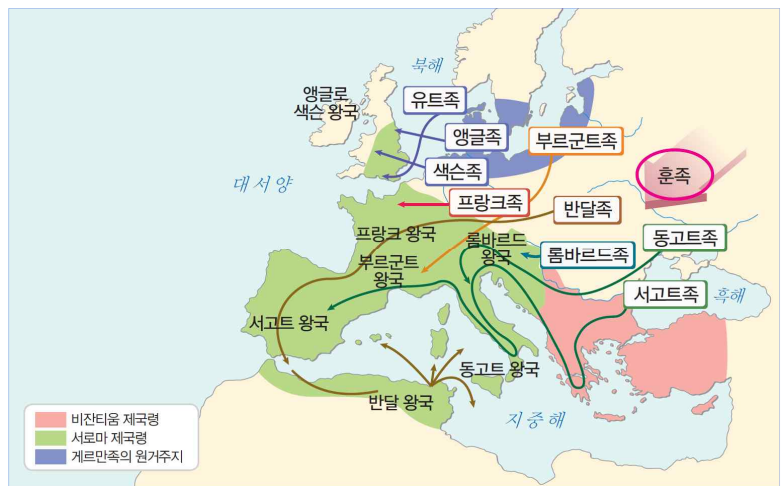 북해
앵글로
색슨 왕국
유트족
앵글족
색슨족
부르군트족
훈족
대서양
프랑크족
반달족
프랑크 왕국
롬바르드
왕국
동고트족
롬바르드족
부르군트
왕국
서고트족
흑해
서고트 왕국
동고트 왕국
반달 왕국
지중해
비잔티움 제국령
서로마 제국령
게르만족의 원거주지